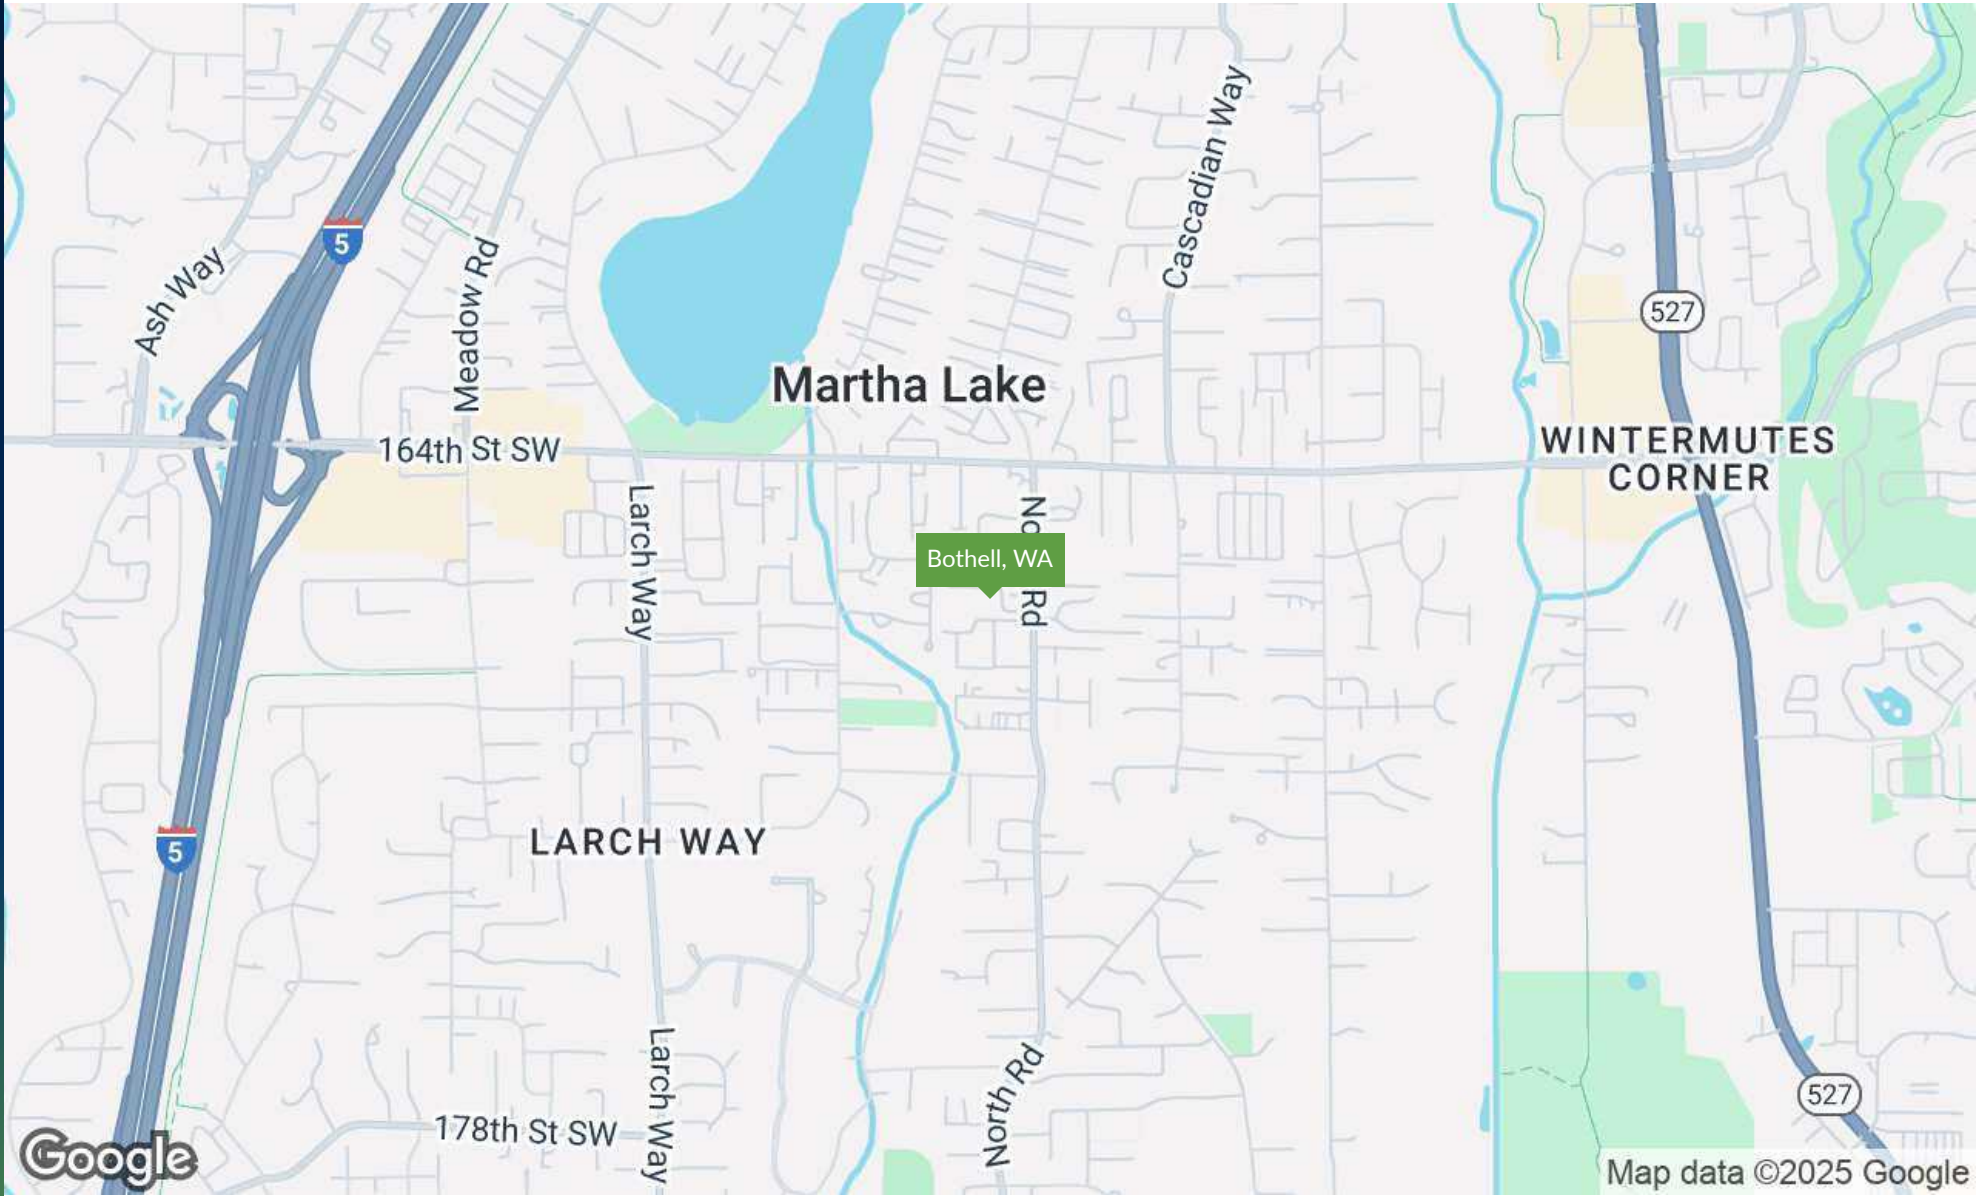 Cascadian Way
5
Ash Way
Meadow Rd
527
Martha Lake
164th St SW
WINTERMUTES
CORNER
Larch Way
No
Rd
Bothell, WA
5
LARCH WAY
Larch Way
North Rd
178th St SW
527
Google
Map data ©2025 Google